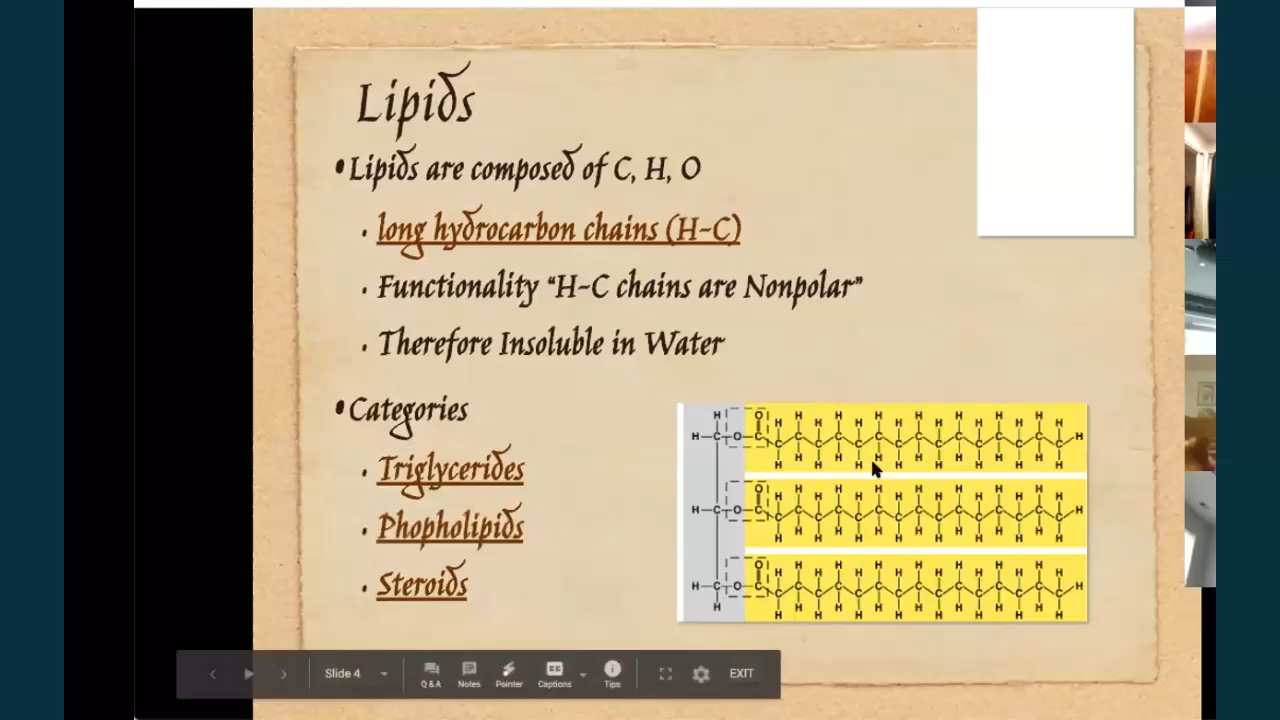 Lipids
•Lipids are composed of C, H, O
· long hydrocarbon chains (H-C)
· Functionality “H-C chains are Nonpolar”
· Therefore Insoluble in Water
•Categories
· Triglycerides
· Phopholipids
· Steroids
Slide 4
Q & A
Notes
Pointer
CC
Captions
Tips
EXIT